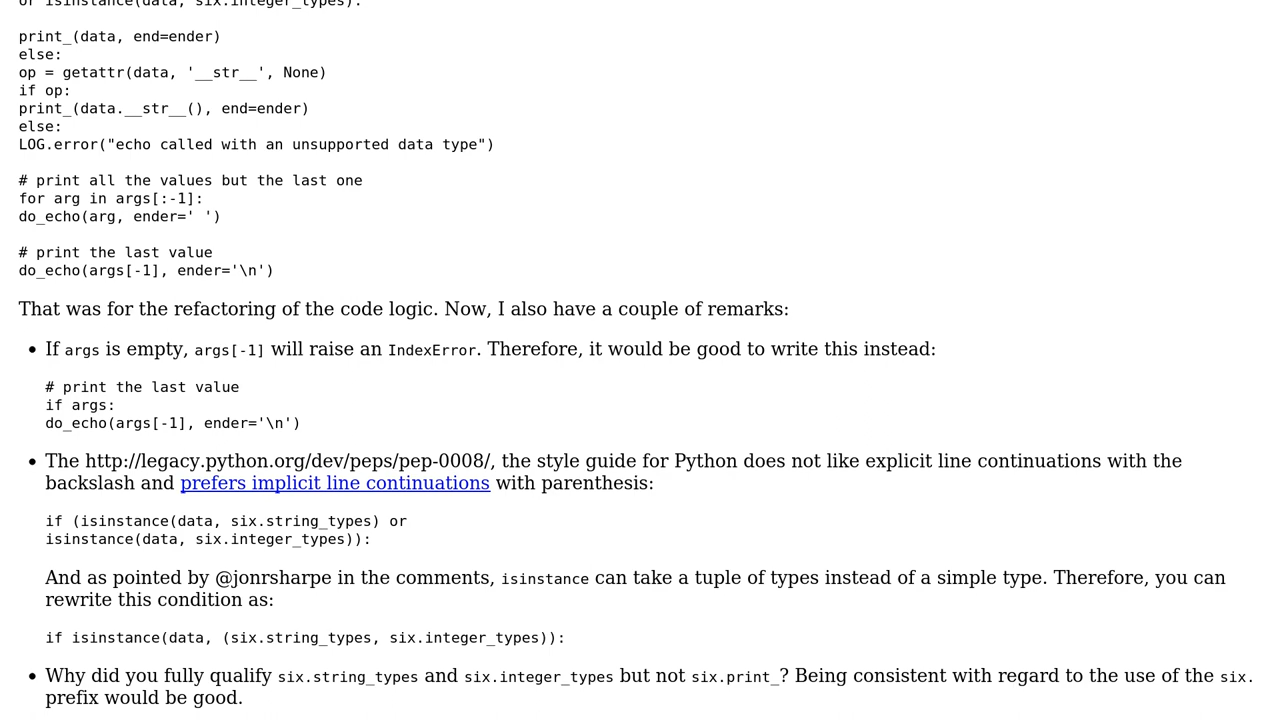 or isinstance(data, six.integer_types):
print_(data, end=ender)
else:
op = getattr(data, '__str__', None)
if op:
print_(data.__str__(), end=ender)
else:
LOG.error("echo called with an unsupported data type")
# print all the values but the last one
for arg in args[:-1]:
do_echo(arg, ender=' ')
# print the last value
do_echo(args[-1], ender='\n')
That was for the refactoring of the code logic. Now, I also have a couple of remarks:
• If args is empty, args[-1] will raise an IndexError. Therefore, it would be good to write this instead:
# print the last value
if args:
do_echo(args[-1], ender='\n')
• The http://legacy.python.org/dev/peps/pep-0008/, the style guide for Python does not like explicit line continuations with the
backslash and prefers implicit line continuations with parenthesis:
if (isinstance(data, six.string_types) or
isinstance(data, six.integer_types)):
And as pointed by @jonrsharpe in the comments, isinstance can take a tuple of types instead of a simple type. Therefore, you can
rewrite this condition as:
if isinstance(data, (six.string_types, six.integer_types)):
• Why did you fully qualify six.string_types and six.integer_types but not six.print_? Being consistent with regard to the use of the six.
prefix would be good.